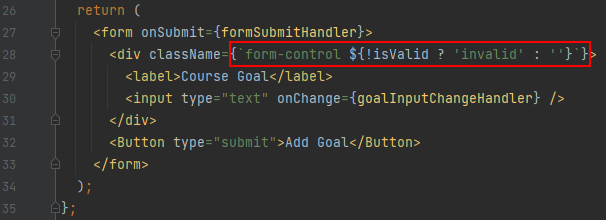 26 return (
27 <form onSubmit={formSubmitHandler}>
28 <div className={`form-control ${!isValid ? 'invalid' : ''}`}>
29 <label>Course Goal</label>
30 <input type="text" onChange={goalInputChangeHandler} />
31 </div>
32 <Button type="submit">Add Goal</Button>
33 </form>
34 );
35 };